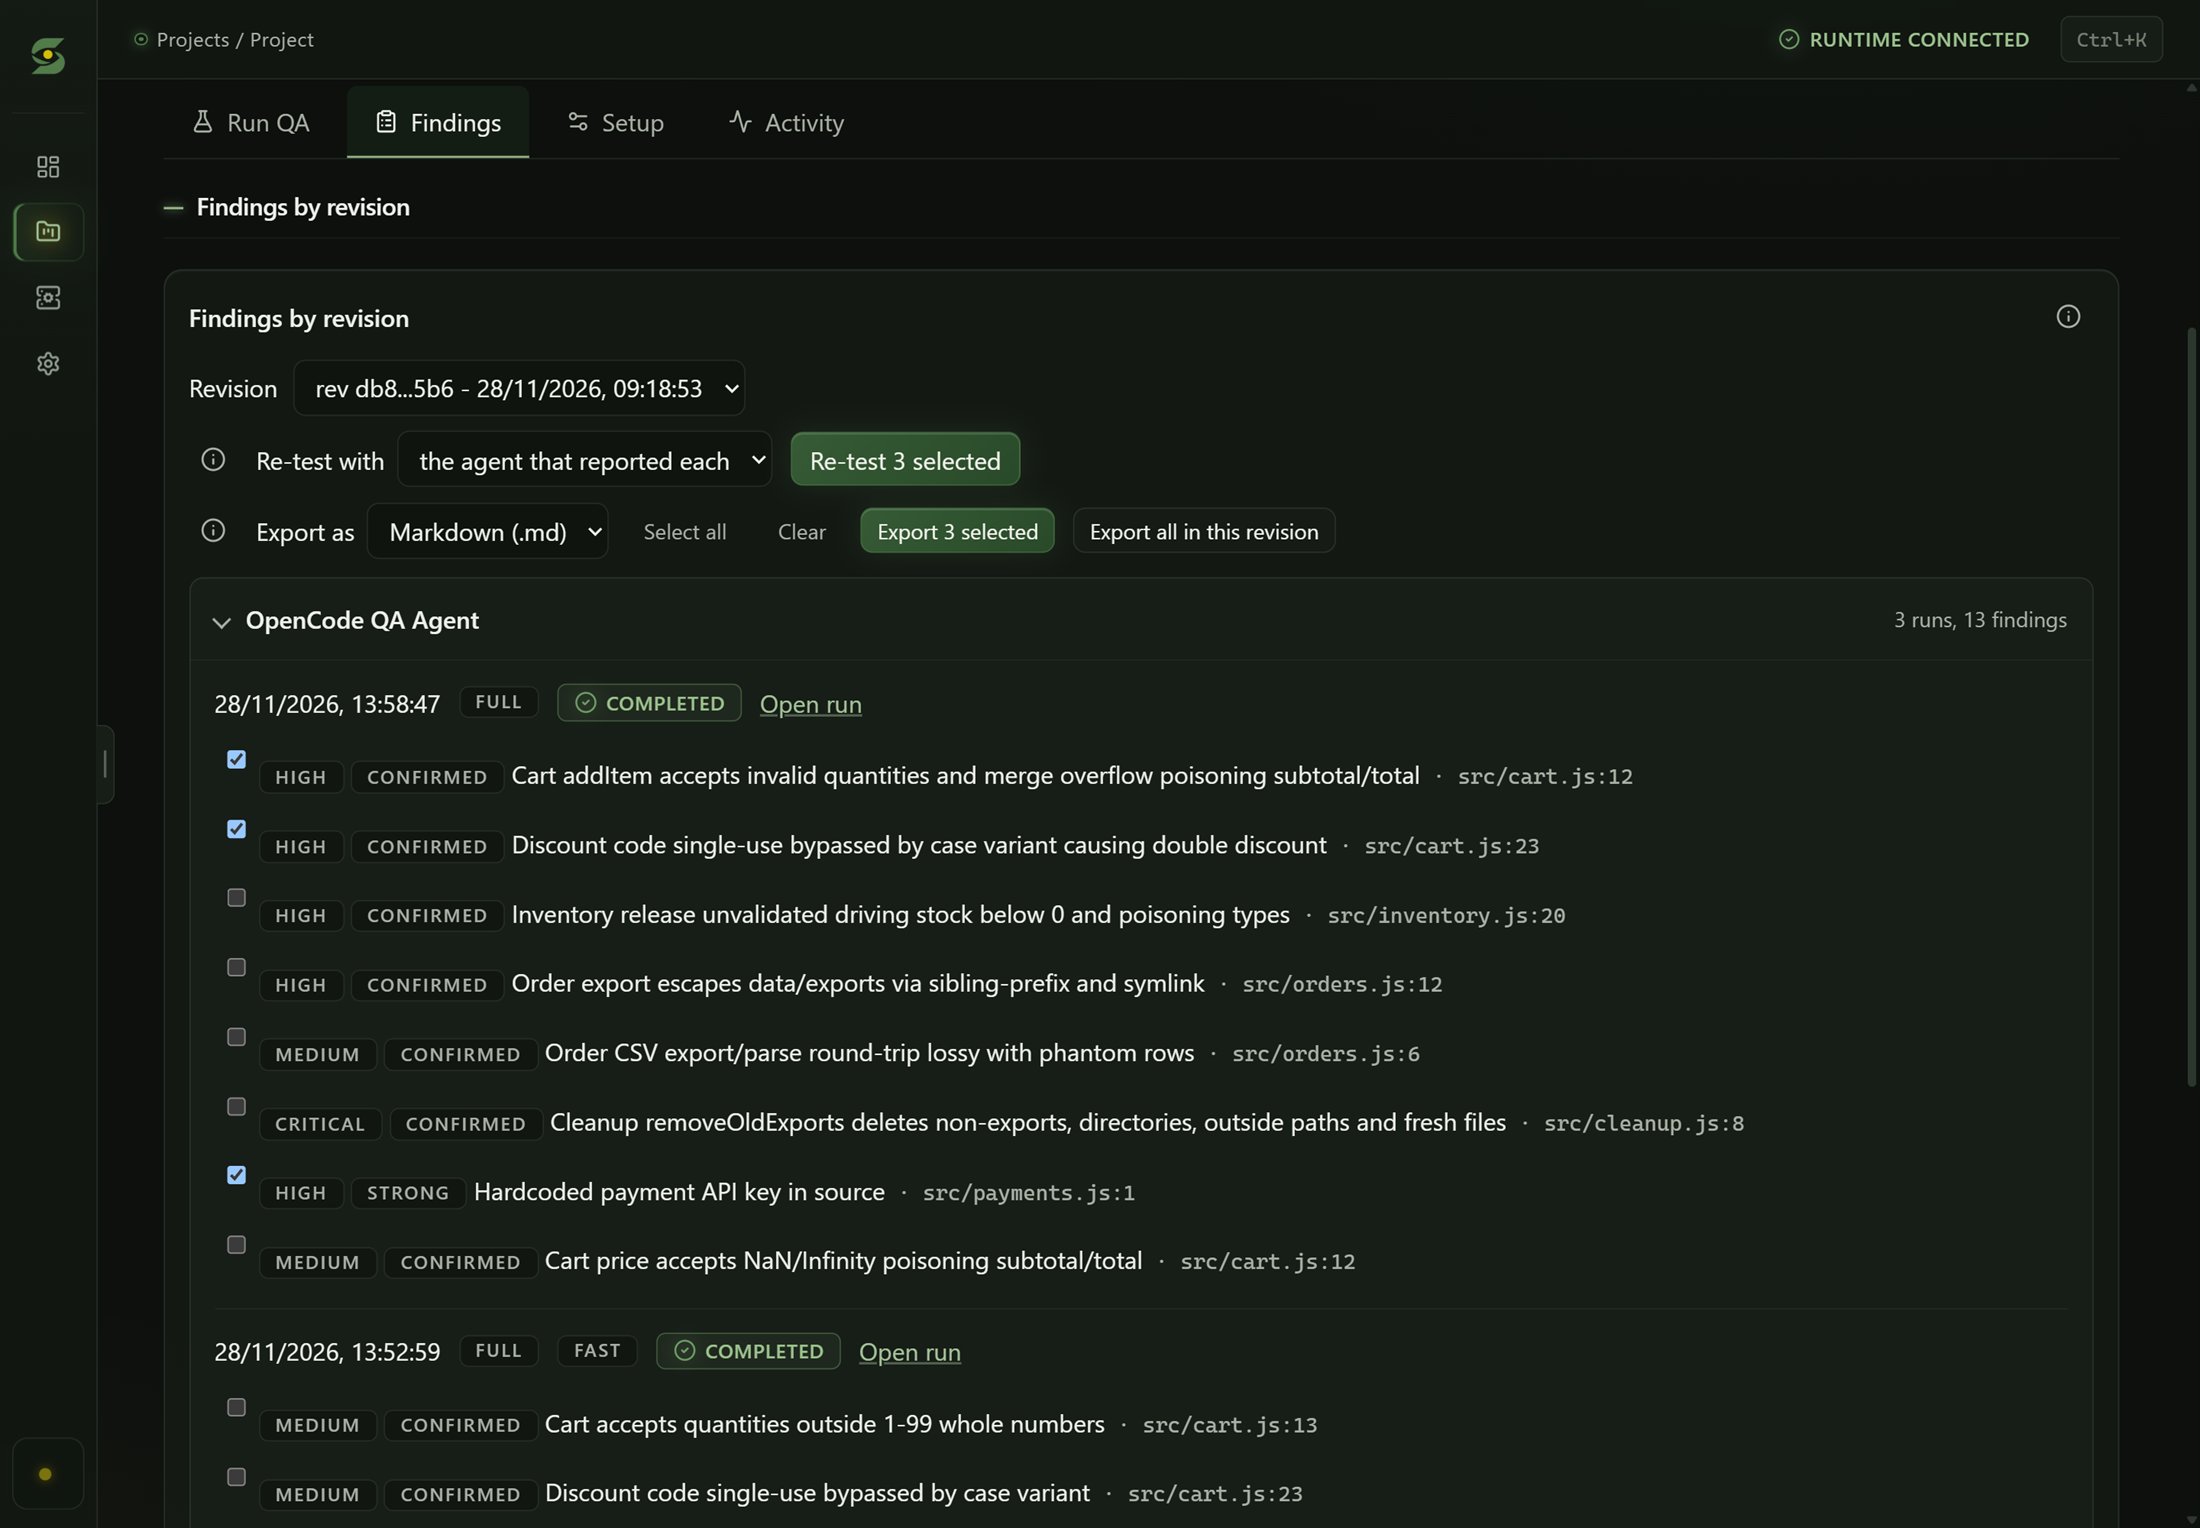 Projects / Project
RUNTIME CONNECTED
Ctrl+K
Run QA
Findings
Setup
Activity
Findings by revision
Findings by revision
Revision rev db8...5b6 - 28/11/2026, 09:18:53
Re-test with the agent that reported each Re-test 3 selected
Export as Markdown (.md) Select all Clear Export 3 selected Export all in this revision
OpenCode QA Agent 3 runs, 13 findings
28/11/2026, 13:58:47 FULL COMPLETED Open run
HIGH CONFIRMED Cart addItem accepts invalid quantities and merge overflow poisoning subtotal/total · src/cart.js:12
HIGH CONFIRMED Discount code single-use bypassed by case variant causing double discount · src/cart.js:23
HIGH CONFIRMED Inventory release unvalidated driving stock below 0 and poisoning types · src/inventory.js:20
HIGH CONFIRMED Order export escapes data/exports via sibling-prefix and symlink · src/orders.js:12
MEDIUM CONFIRMED Order CSV export/parse round-trip lossy with phantom rows · src/orders.js:6
CRITICAL CONFIRMED Cleanup removeOldExports deletes non-exports, directories, outside paths and fresh files · src/cleanup.js:8
HIGH STRONG Hardcoded payment API key in source · src/payments.js:1
MEDIUM CONFIRMED Cart price accepts NaN/Infinity poisoning subtotal/total · src/cart.js:12
28/11/2026, 13:52:59 FULL FAST COMPLETED Open run
MEDIUM CONFIRMED Cart accepts quantities outside 1-99 whole numbers · src/cart.js:13
MEDIUM CONFIRMED Discount code single-use bypassed by case variant · src/cart.js:23